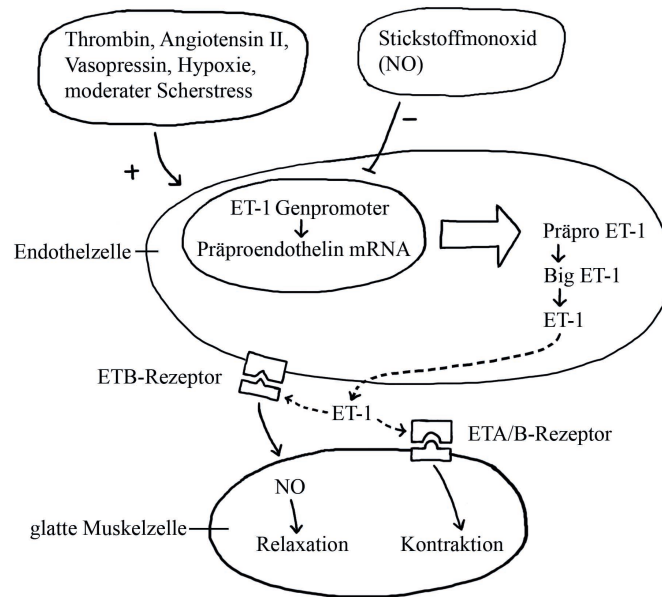 Thrombin, Angiotensin II,
Vasopressin, Hypoxie,
moderater Scherstress
Stickstoffmonoxid
(NO)
+
−
ET-1 Genpromoter
Präproendothelin mRNA
Endothelzelle
Präpro ET-1
Big ET-1
ET-1
ETB-Rezeptor
ET-1
ETA/B-Rezeptor
NO
glatte Muskelzelle
Relaxation
Kontraktion